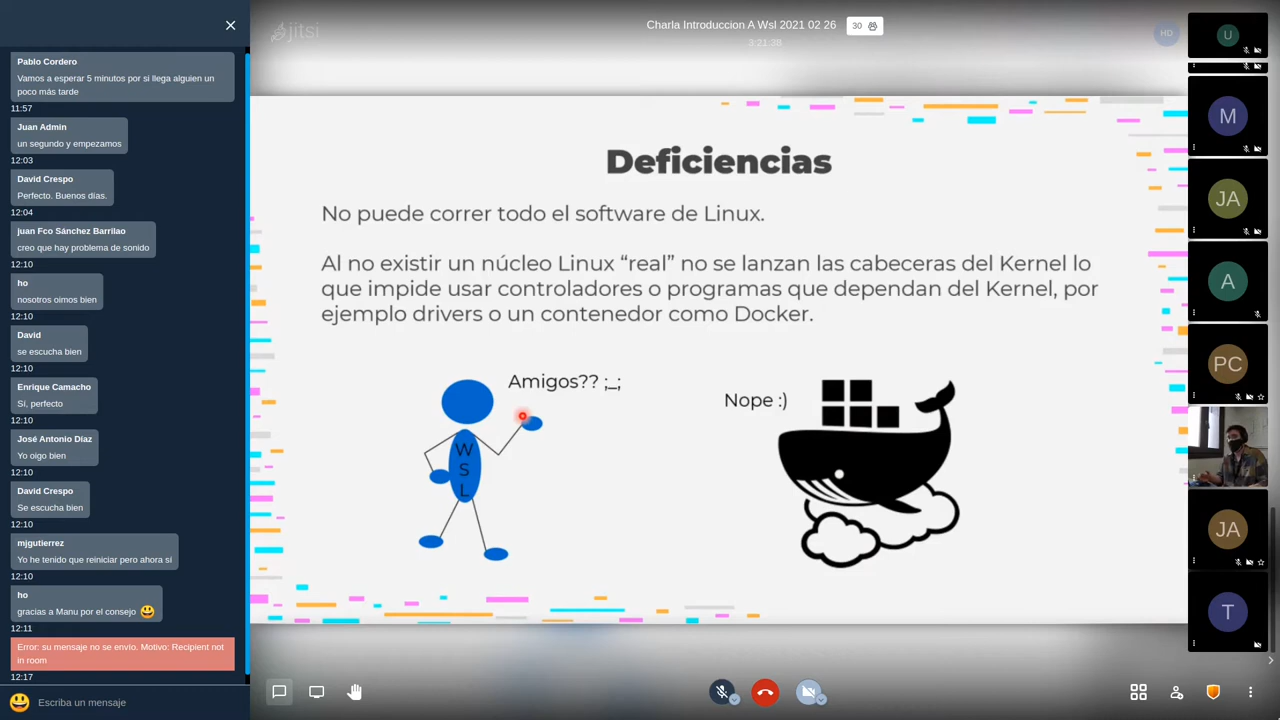 Pablo Cordero
Vamos a esperar 5 minutos por si llega alguien un
poco más tarde
11:57
Juan Admin
un segundo y empezamos
12:03
David Crespo
Perfecto. Buenos días.
12:04
juan Fco Sánchez Barrilao
creo que hay problema de sonido
12:10
ho
nosotros oimos bien
12:10
David
se escucha bien
12:10
Enrique Camacho
Sí, perfecto
12:10
José Antonio Díaz
Yo oigo bien
12:10
David Crespo
Se escucha bien
12:10
mjgutierrez
Yo he tenido que reiniciar pero ahora sí
12:10
ho
gracias a Manu por el consejo 😃
12:11
Error: su mensaje no se envío. Motivo: Recipient not
in room
12:17
Escriba un mensaje
jitsi
Charla Introduccion A Wsl 2021 02 26
30
3:21:38
HD
Deficiencias
No puede correr todo el software de Linux.
Al no existir un núcleo Linux “real” no se lanzan las cabeceras del Kernel lo
que impide usar controladores o programas que dependan del Kernel, por
ejemplo drivers o un contenedor como Docker.
Amigos?? ;_;
Nope :)
W
S
L
U
M
JA
A
PC
JA
T